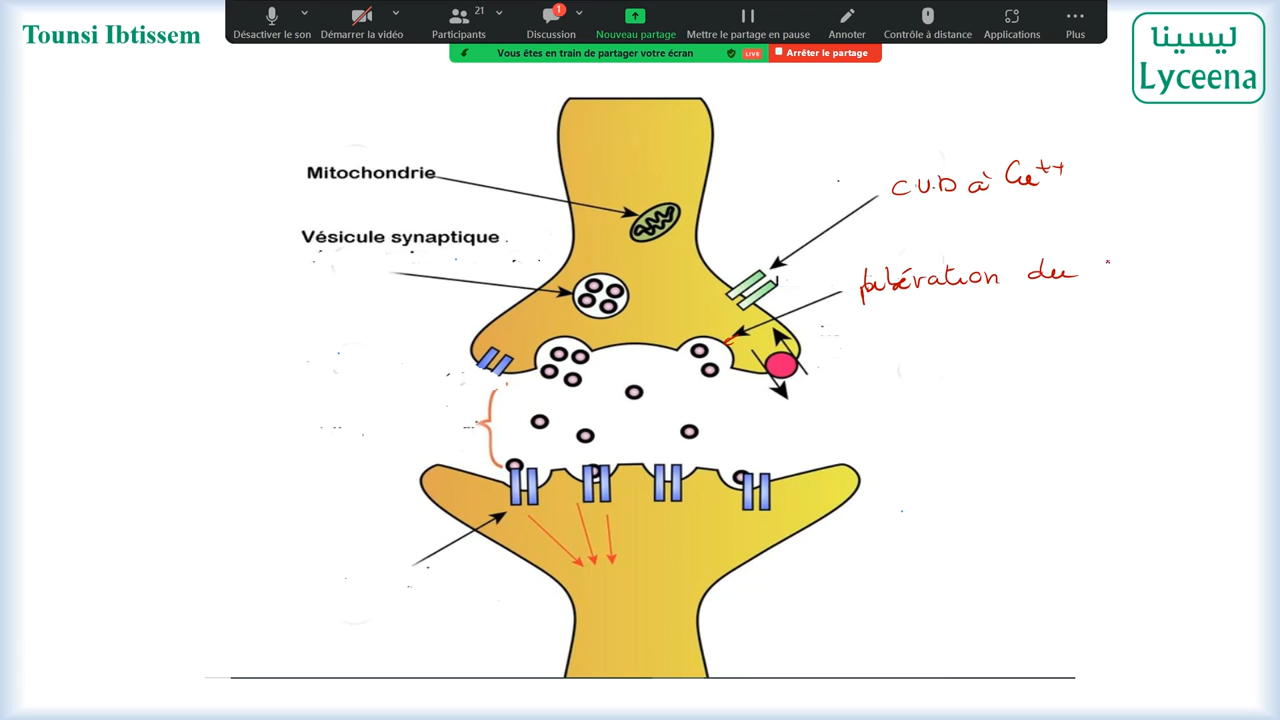 Tounsi Ibtissem
21
1
Désactiver le son
Démarrer la vidéo
Participants
Discussion
Nouveau partage
Mettre le partage en pause
Annoter
Contrôle à distance
Applications
Plus
Vous êtes en train de partager votre écran
LIVE
Arrêter le partage
ليسينا
Lyceena
Mitochondrie
C.V.D à Ca++
Vésicule synaptique
du